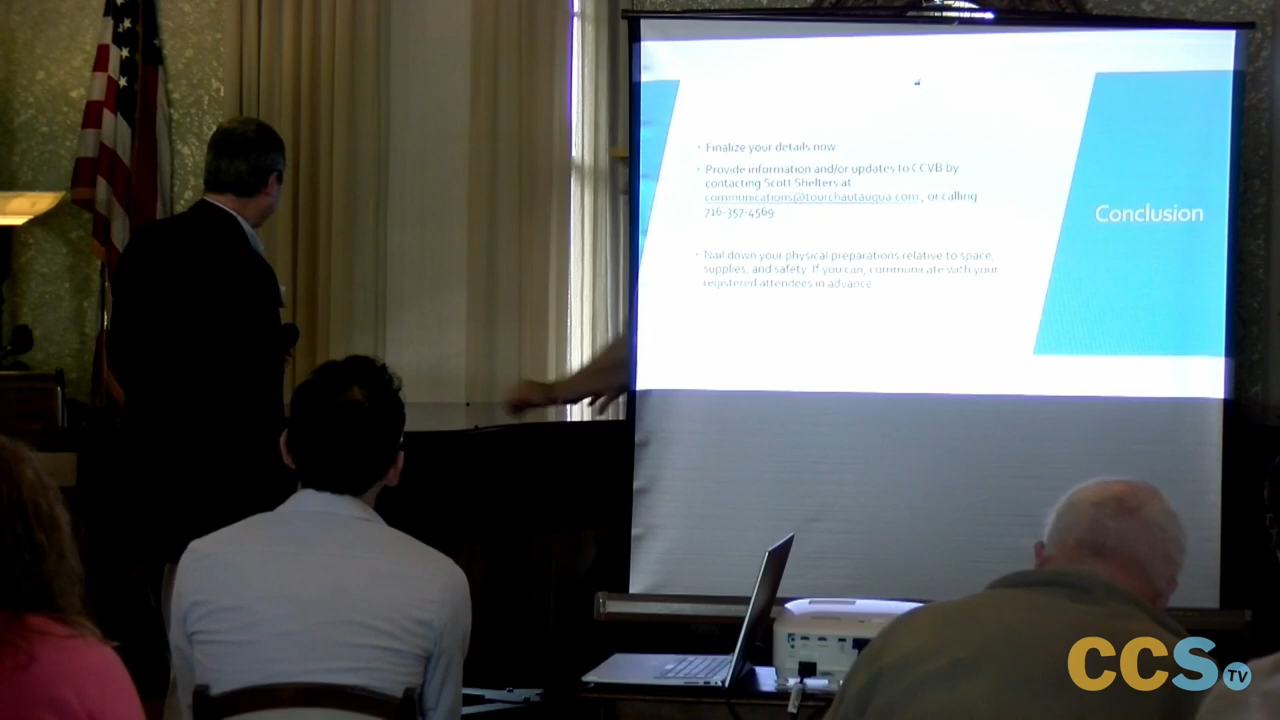 Finalize your details now
Provide information and/or updates to CCVB by
contacting Scott Shelters at
communications@tourchautauqua.com , or calling
716-357-4569
Nail down your physical preparations relative to space,
supplies, and safety. If you can, communicate with your
registered attendees in advance
Conclusion
CCS TV